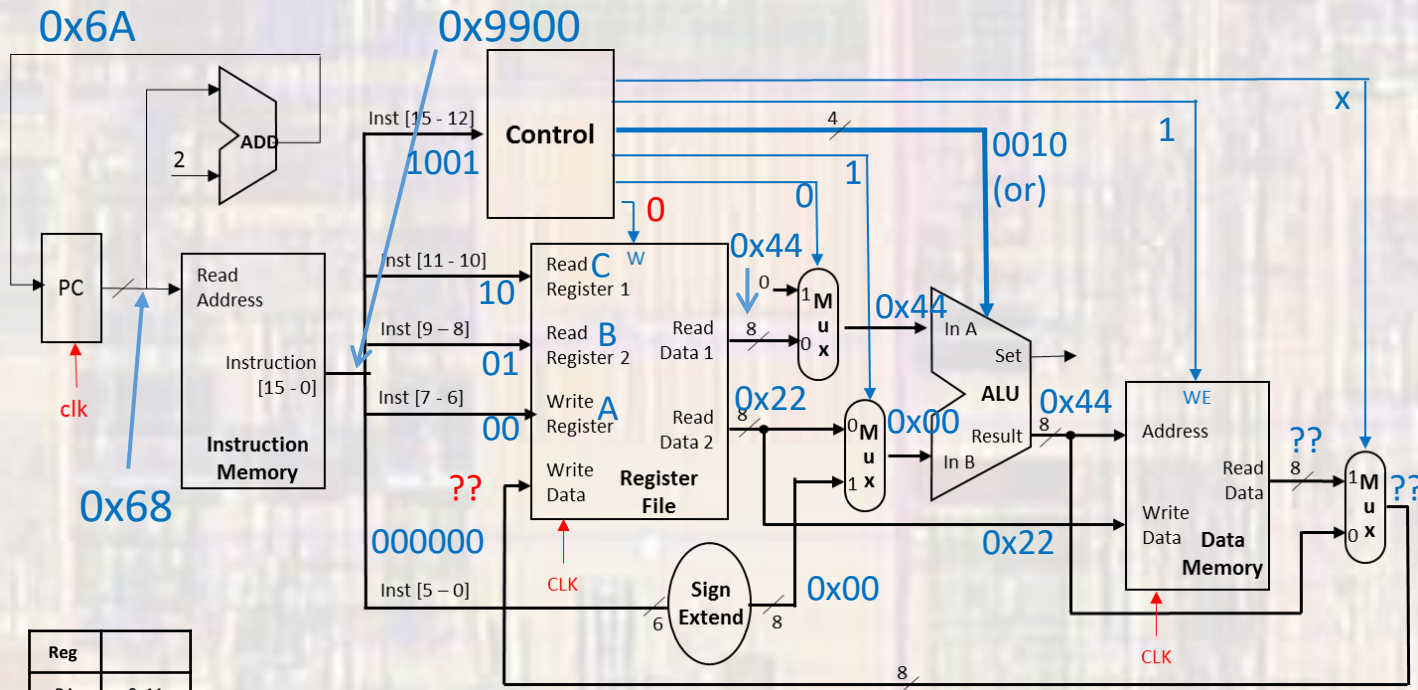 0x6A
0x9900
ADD
2
Inst [15 - 12]
1001
Control
4
0010
(or)
x
1
1
0
0
PC
clk
Read
Address
Instruction
[15 - 0]
Instruction
Memory
0x68
Inst [11 - 10]
10
Inst [9 – 8]
01
Inst [7 - 6]
00
??
000000
Inst [5 – 0]
W
Read C
Register 1
Read B
Register 2
Write A
Register
Write
Data
Read
Data 1
Read
Data 2
Register
File
CLK
0x44
8
0
1
M
u
x
0
0x44
0x22
8
0
M
u
x
1
0x00
Sign
Extend
6
8
0x00
In A
Set
ALU
Result
In B
0x44
8
0x22
WE
Address
Read
Data
Write
Data
Data
Memory
CLK
??
8
1
M
u
x
0
??
8
Reg